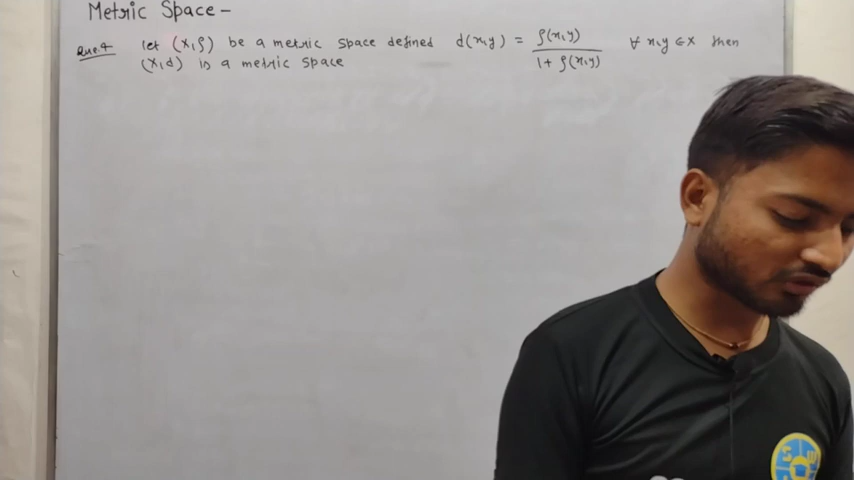 Metric Space -
Que.4 let (X,ρ) be a metric space defined d(x,y) = ρ(x,y) / 1+ ρ(x,y) ∀ x,y ∈ X then
(X,d) is a metric space